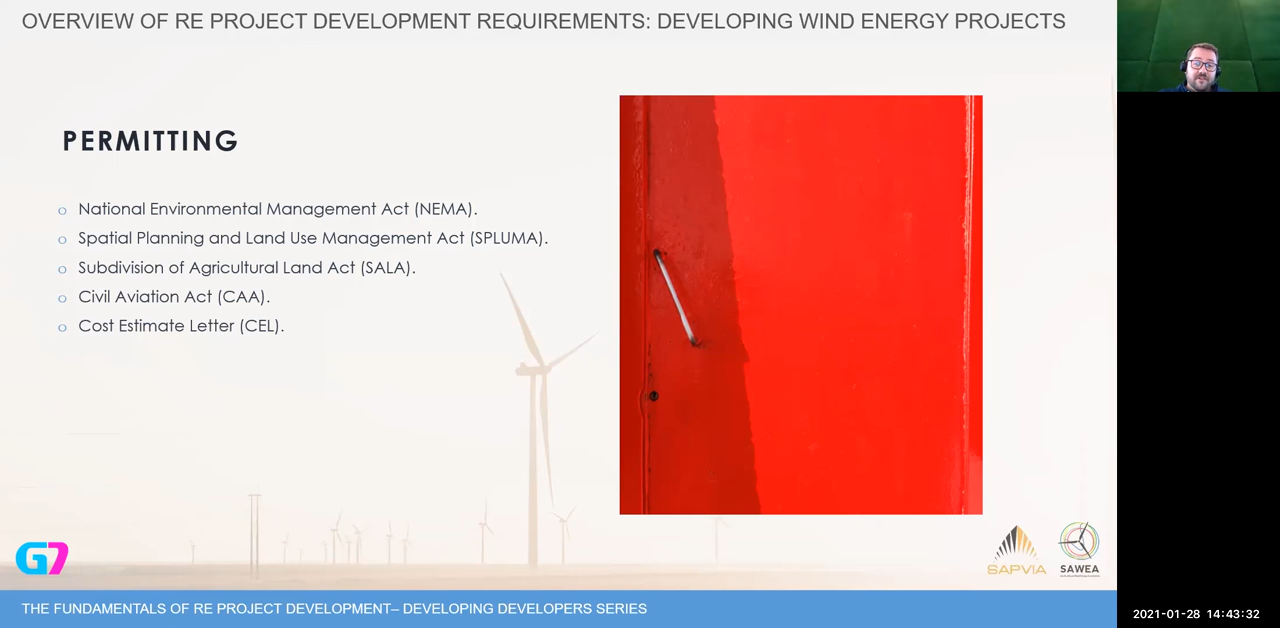 OVERVIEW OF RE PROJECT DEVELOPMENT REQUIREMENTS: DEVELOPING WIND ENERGY PROJECTS
PERMITTING
o National Environmental Management Act (NEMA).
o Spatial Planning and Land Use Management Act (SPLUMA).
o Subdivision of Agricultural Land Act (SALA).
o Civil Aviation Act (CAA).
o Cost Estimate Letter (CEL).
G7
SAPVIA
SAWEA
THE FUNDAMENTALS OF RE PROJECT DEVELOPMENT– DEVELOPING DEVELOPERS SERIES
2021-01-28 14:43:32